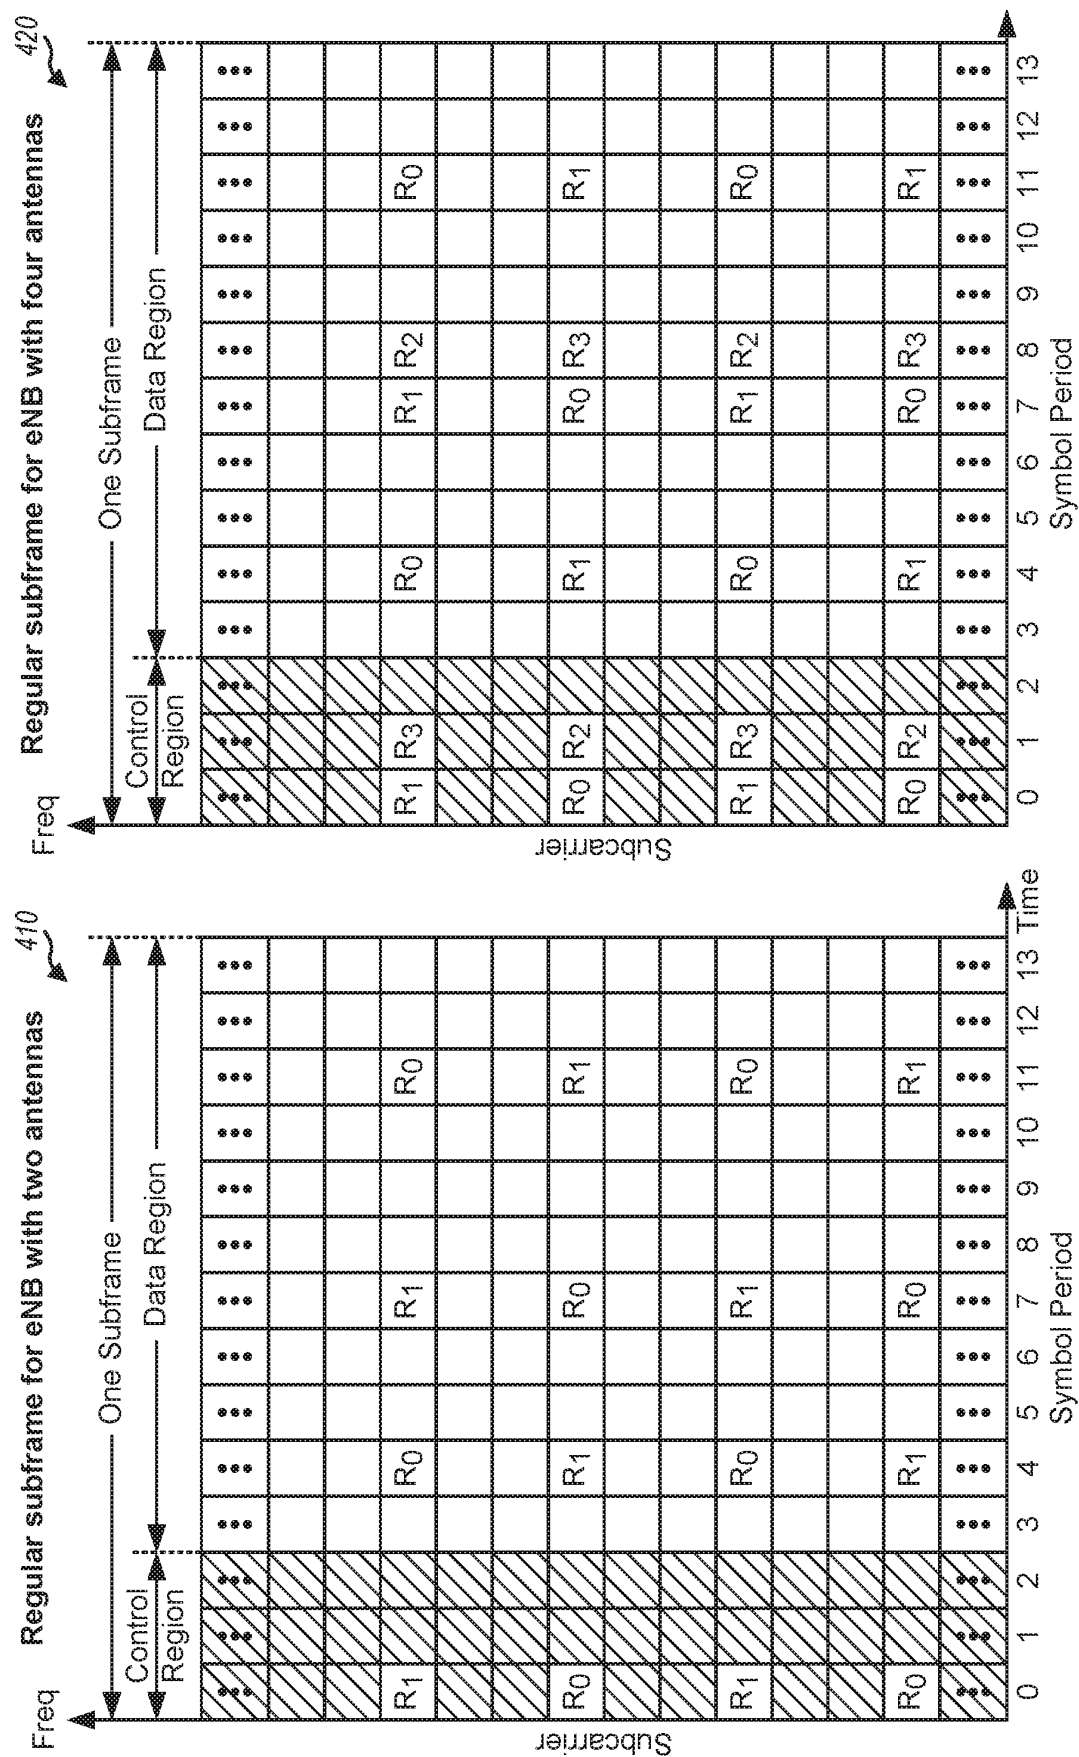 410
Regular subframe for eNB with two antennas
Freq
One Subframe
Control
Region
Data Region
Subcarrier
R1 R0 R1 R0
R0 R1 R0 R1
R1 R0 R1 R0
R0 R1 R0 R1
0 1 2 3 4 5 6 7 8 9 10 11 12 13 Time
Symbol Period
420
Regular subframe for eNB with four antennas
Freq
One Subframe
Control
Region
Data Region
Subcarrier
R1 R3 R0 R1 R2 R0
R0 R2 R1 R0 R3 R1
R1 R3 R0 R1 R2 R0
R0 R2 R1 R0 R3 R1
0 1 2 3 4 5 6 7 8 9 10 11 12 13
Symbol Period